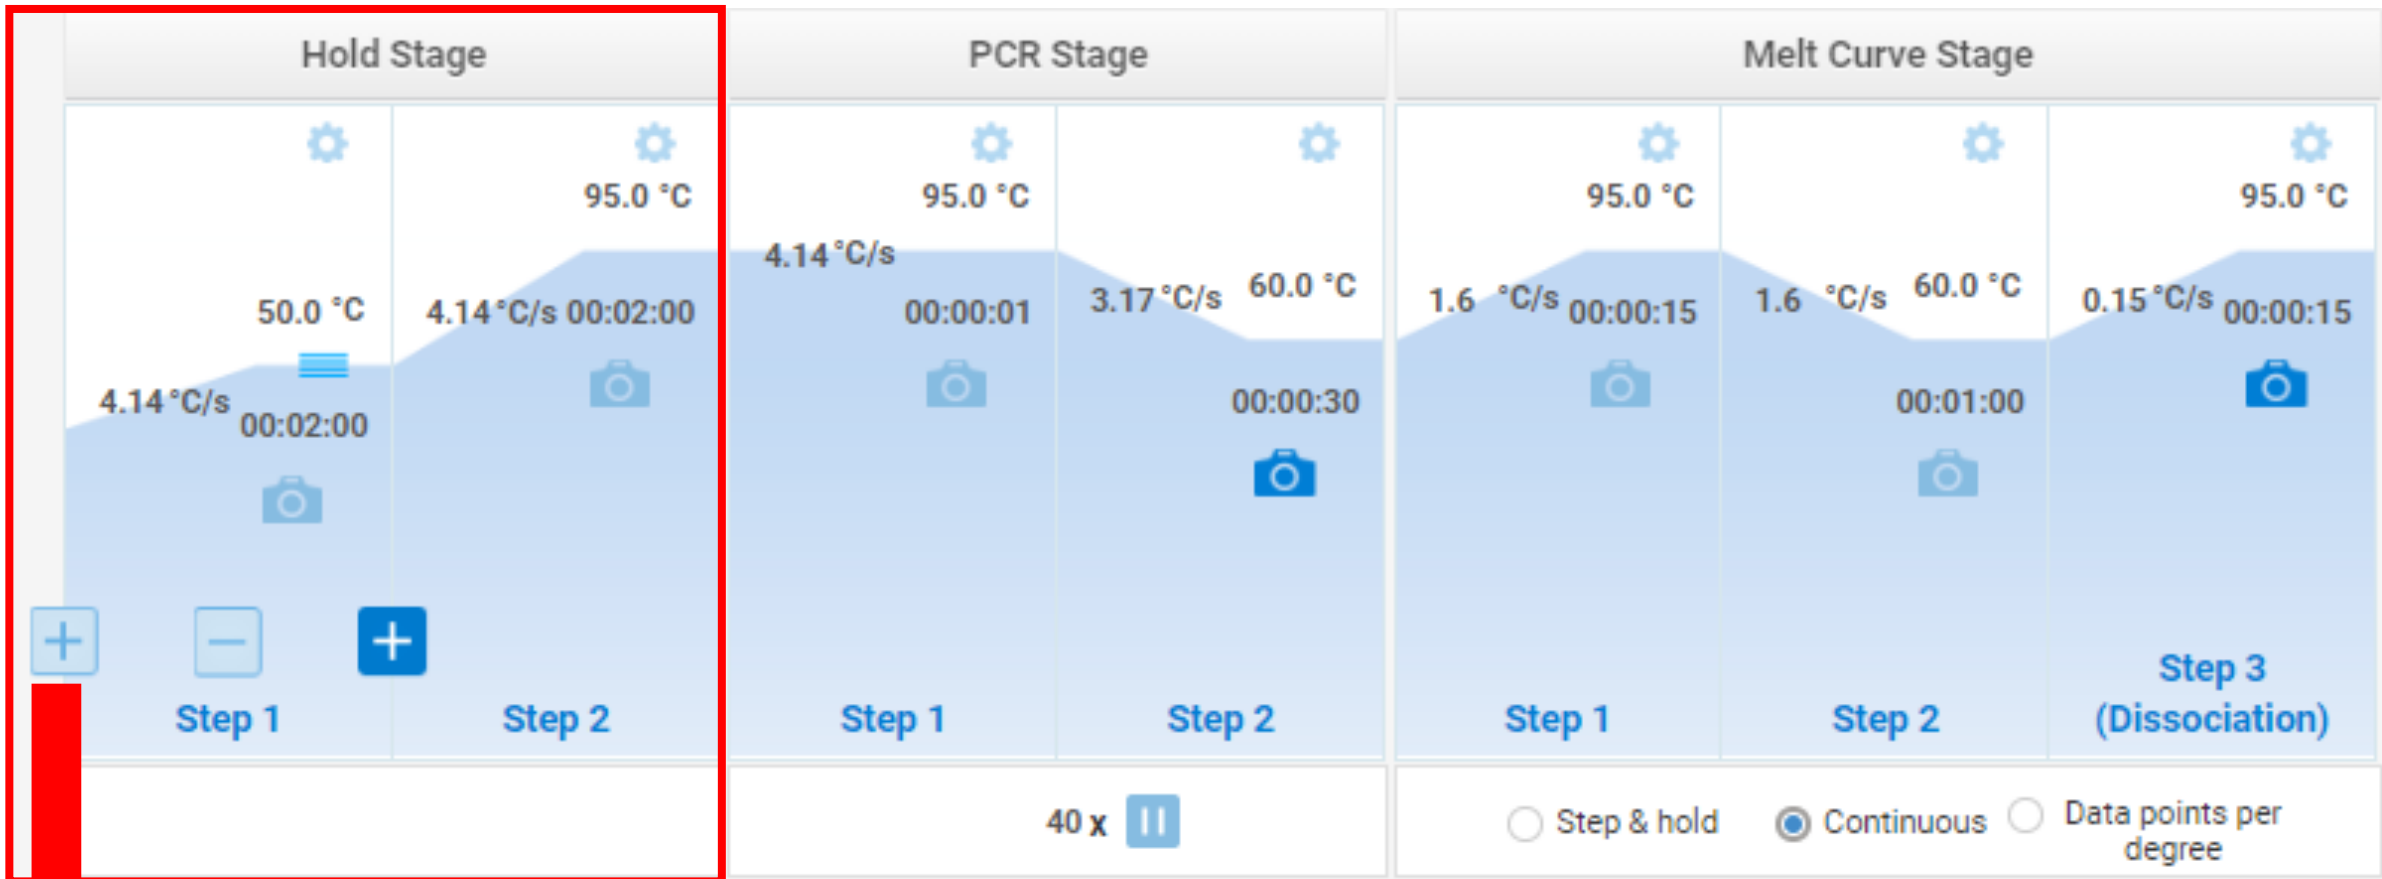 Hold Stage
PCR Stage
Melt Curve Stage
50.0 °C
4.14 °C/s
00:02:00
Step 1
95.0 °C
4.14 °C/s 00:02:00
Step 2
95.0 °C
4.14 °C/s
00:00:01
Step 1
60.0 °C
3.17 °C/s
00:00:30
Step 2
40 x
95.0 °C
1.6 °C/s
00:00:15
Step 1
60.0 °C
1.6 °C/s
00:01:00
Step 2
95.0 °C
0.15 °C/s
00:00:15
Step 3
(Dissociation)
Step & hold
Continuous
Data points per
degree